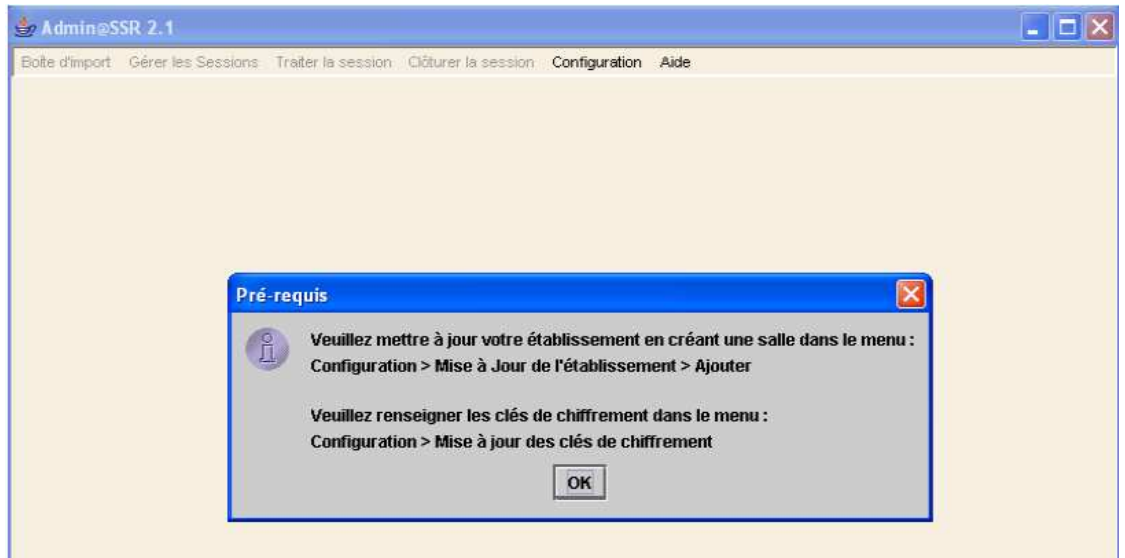 Admin@SSR 2.1
Boîte d'import Gérer les Sessions Traiter la session Clôturer la session Configuration Aide
Pré-requis
Veuillez mettre à jour votre établissement en créant une salle dans le menu :
Configuration > Mise à Jour de l'établissement > Ajouter
Veuillez renseigner les clés de chiffrement dans le menu :
Configuration > Mise à jour des clés de chiffrement
OK